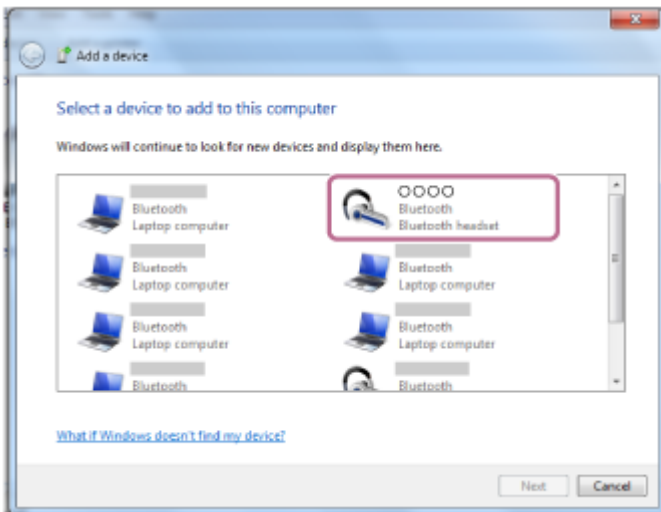 Add a device
Select a device to add to this computer
Windows will continue to look for new devices and display them here.
Bluetooth
Laptop computer
OOOO
Bluetooth
Bluetooth headset
Bluetooth
Laptop computer
Bluetooth
Laptop computer
Bluetooth
Laptop computer
Bluetooth
Laptop computer
Bluetooth
Bluetooth
What if Windows doesn't find my device?
Next
Cancel